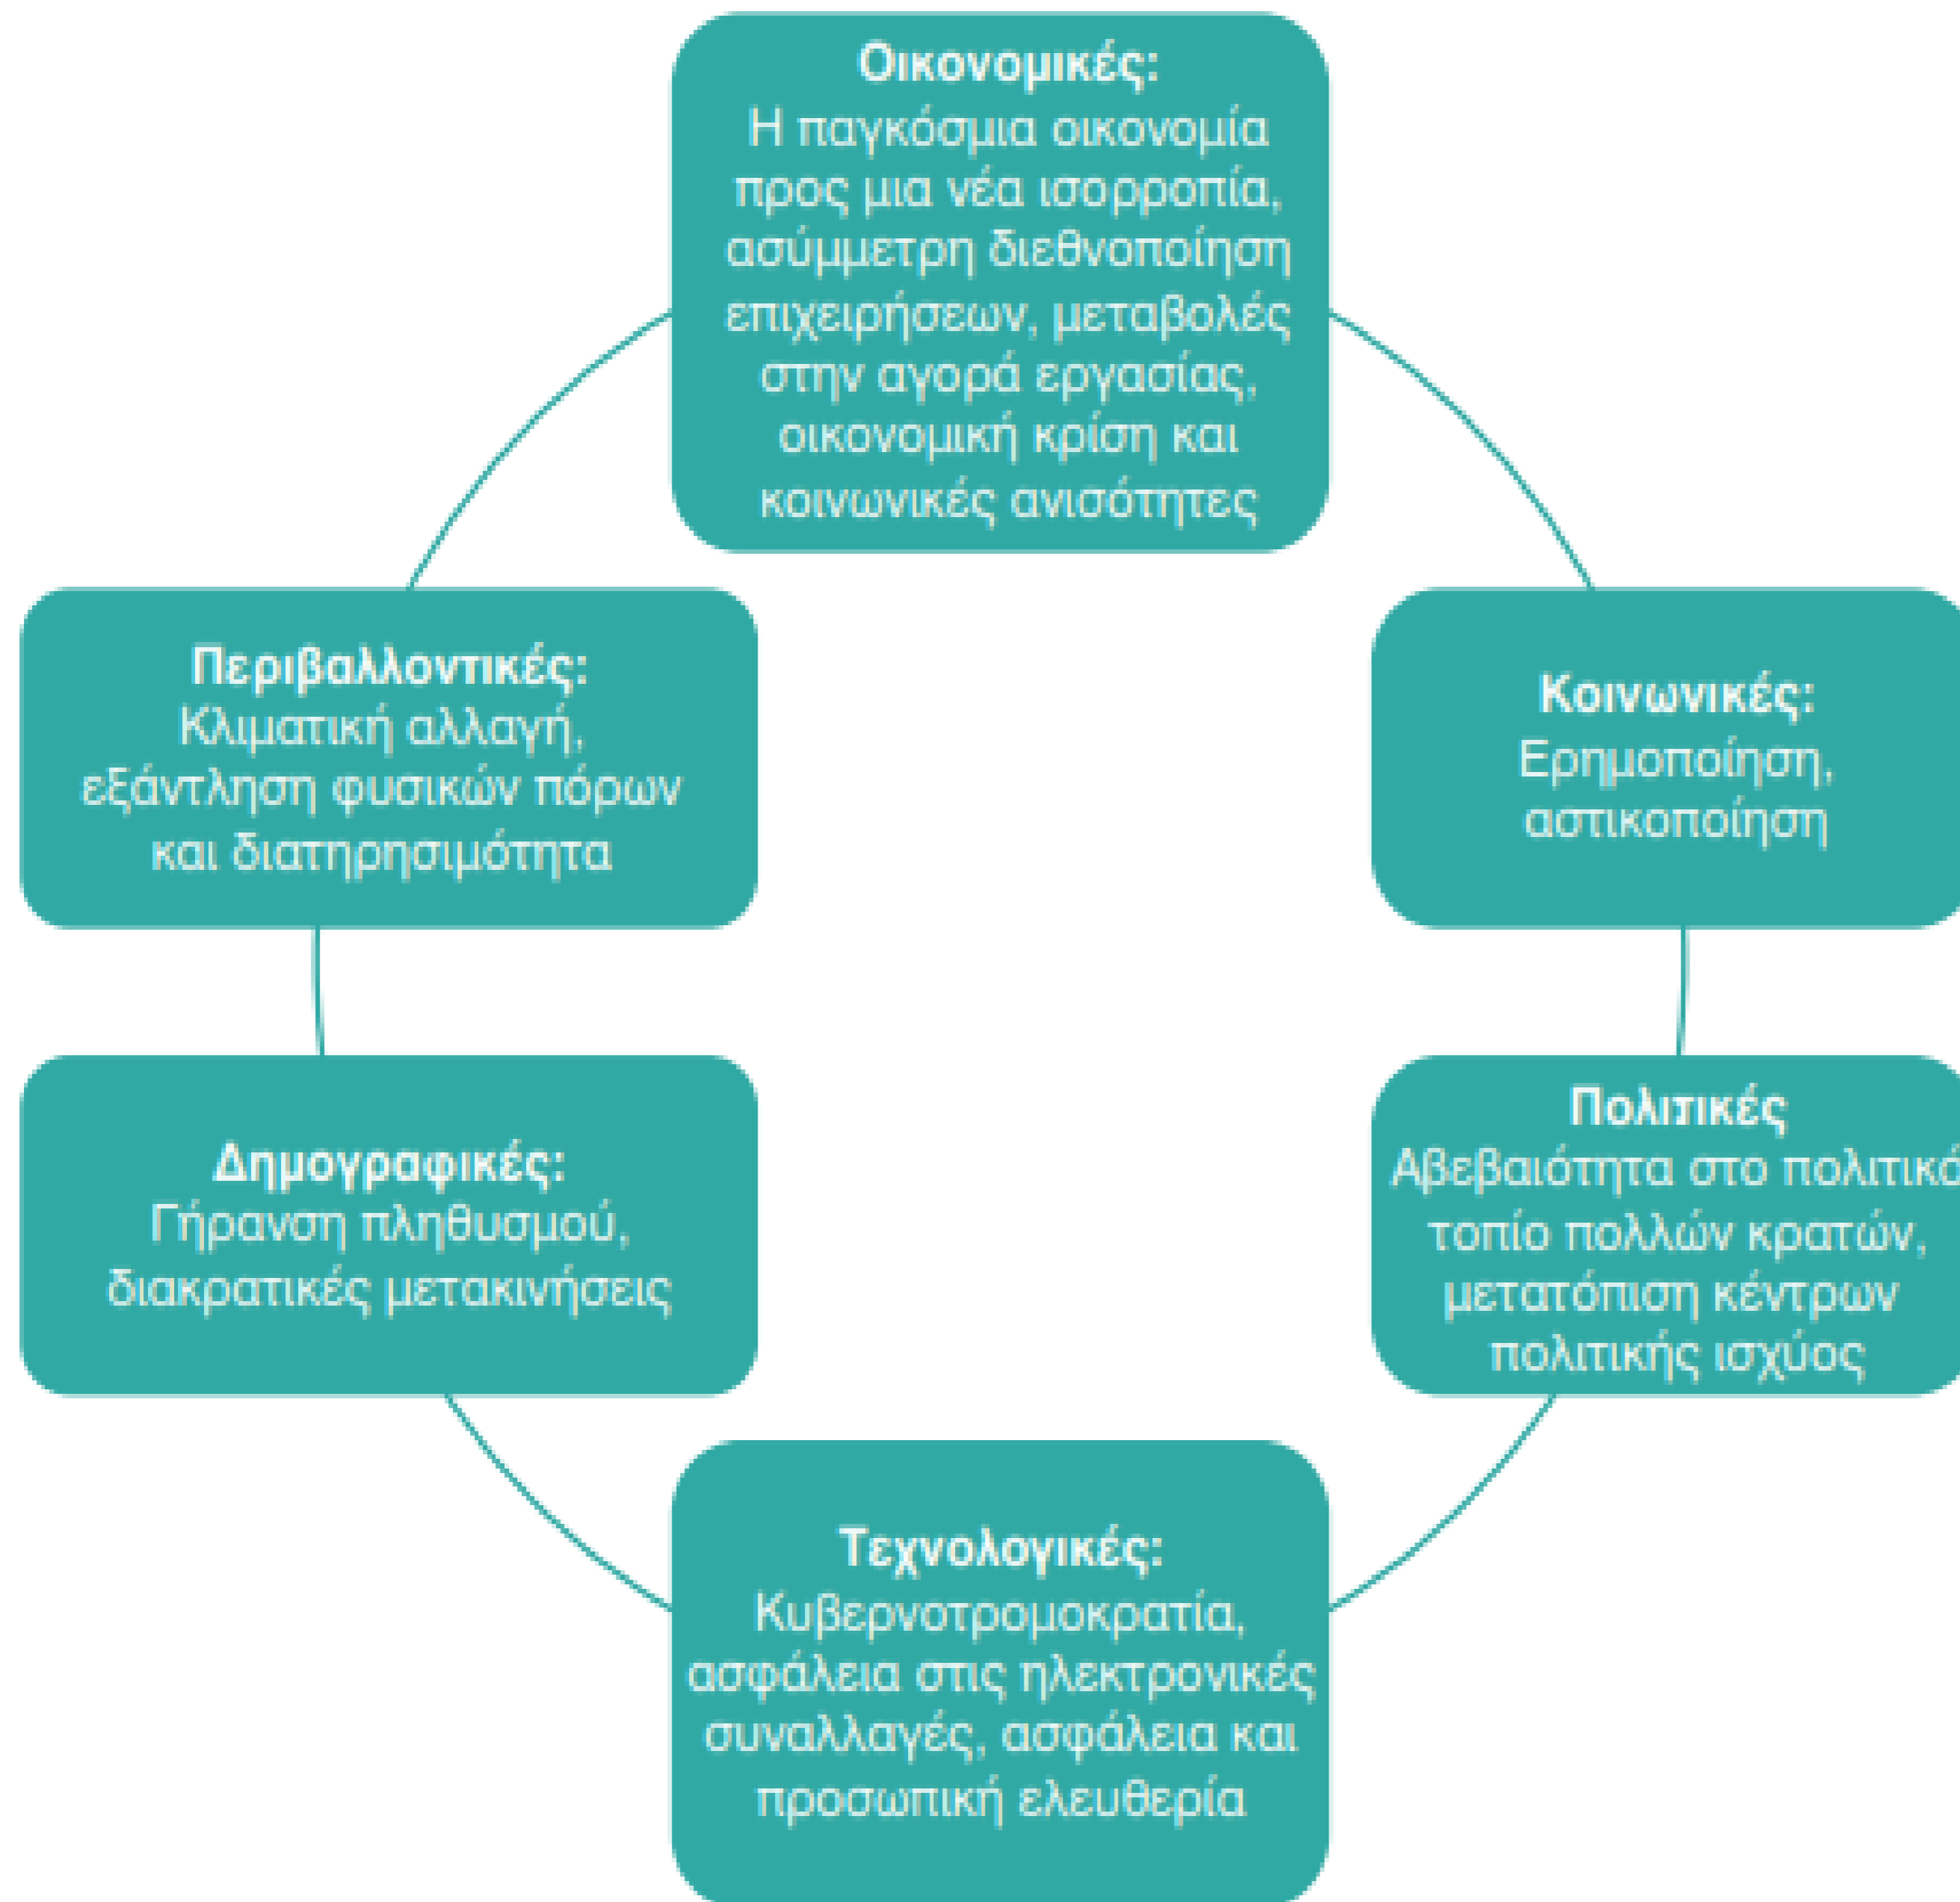 Οικονομικές:
Η παγκόσμια οικονομία
προς μια νέα ισορροπία,
ασύμμετρη διεθνοποίηση
επιχειρήσεων, μεταβολές
στην αγορά εργασίας,
οικονομική κρίση και
κοινωνικές ανισότητες
Κοινωνικές:
Ερημοποίηση,
αστικοποίηση
Πολιτικές
Αβεβαιότητα στο πολιτικό
τοπίο πολλών κρατών,
μετατόπιση κέντρων
πολιτικής ισχύος
Τεχνολογικές:
Κυβερνοτρομοκρατία,
ασφάλεια στις ηλεκτρονικές
συναλλαγές, ασφάλεια και
προσωπική ελευθερία
Δημογραφικές:
Γήρανση πληθυσμού,
διακρατικές μετακινήσεις
Περιβαλλοντικές:
Κλιματική αλλαγή,
εξάντληση φυσικών πόρων
και διατηρησιμότητα